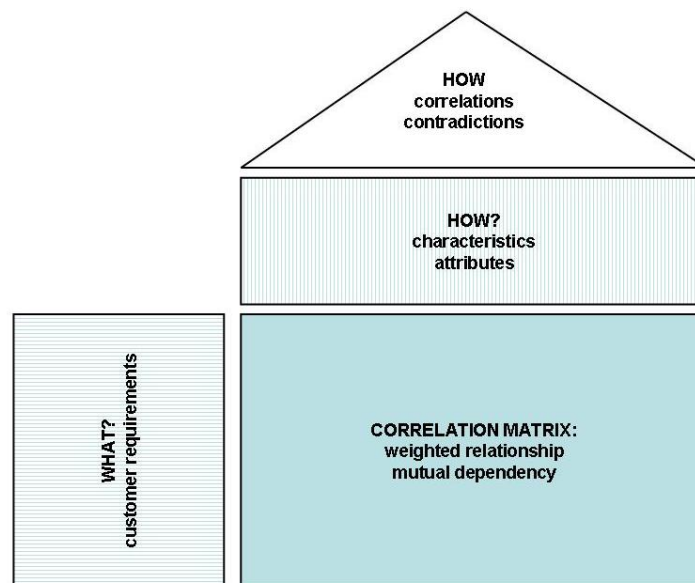 HOW
correlations
contradictions
HOW?
characteristics
attributes
WHAT?
customer requirements
CORRELATION MATRIX:
weighted relationship
mutual dependency